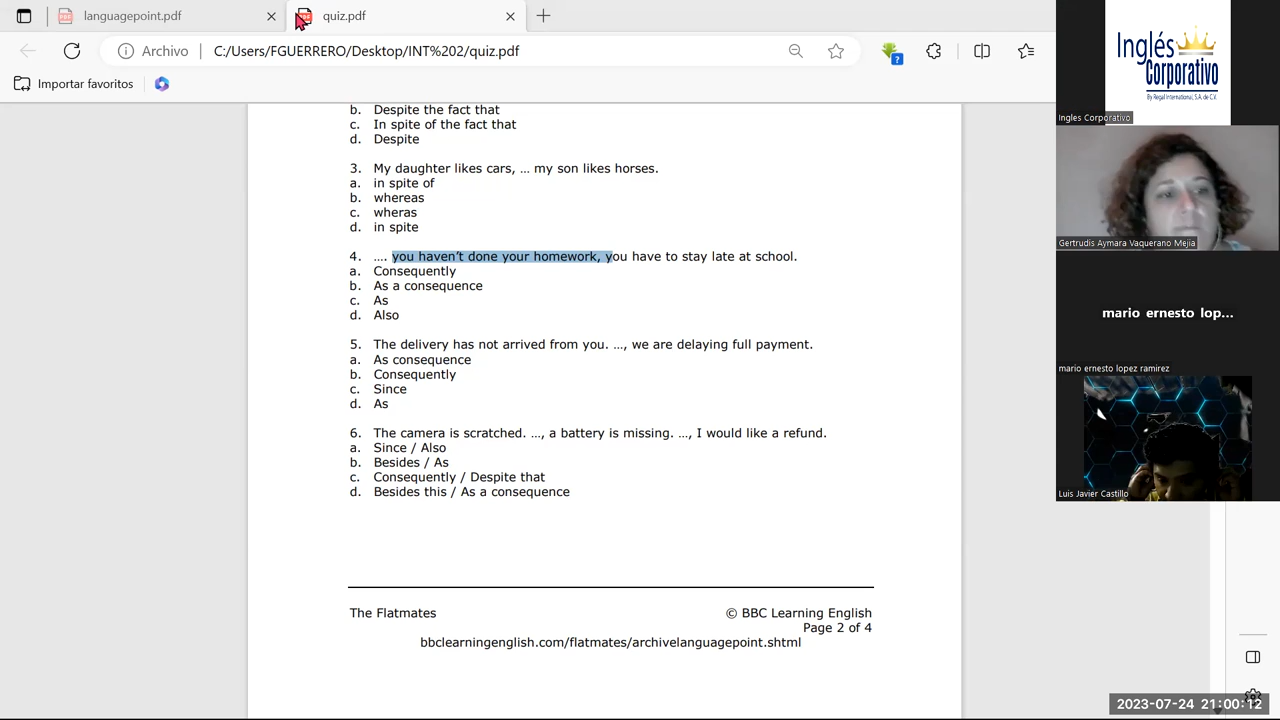 languagepoint.pdf
quiz.pdf
Archivo
C:/Users/FGUERRERO/Desktop/INT%202/quiz.pdf
Importar favoritos
b. Despite the fact that
c. In spite of the fact that
d. Despite
3. My daughter likes cars, … my son likes horses.
a. in spite of
b. whereas
c. wheras
d. in spite
4. …. you haven’t done your homework, you have to stay late at school.
a. Consequently
b. As a consequence
c. As
d. Also
5. The delivery has not arrived from you. …, we are delaying full payment.
a. As consequence
b. Consequently
c. Since
d. As
6. The camera is scratched. …, a battery is missing. …, I would like a refund.
a. Since / Also
b. Besides / As
c. Consequently / Despite that
d. Besides this / As a consequence
The Flatmates
© BBC Learning English
Page 2 of 4
bbclearningenglish.com/flatmates/archivelanguagepoint.shtml
Inglés
Corporativo
By Regal International, S.A. de C.V.
Ingles Corporativo
Gertrudis Aymara Vaquerano Mejia
mario ernesto lop...
mario ernesto lopez ramirez
Luis Javier Castillo
2023-07-24 21:00:12